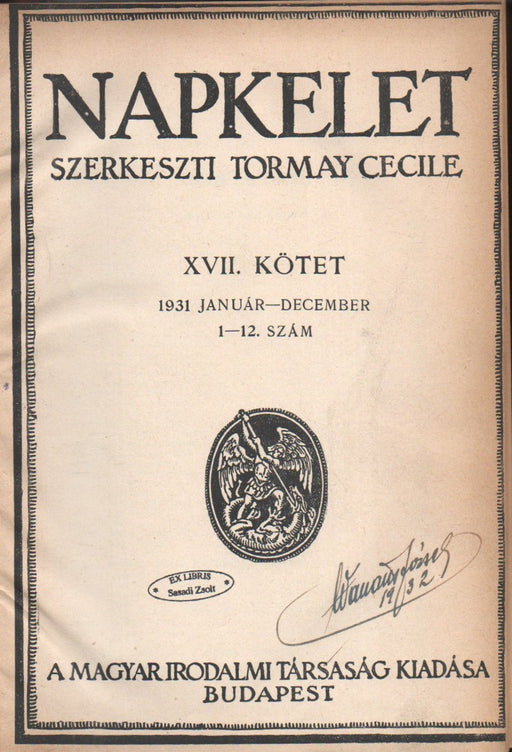 NAPKELET
SZERKESZTI TORMAY CECILE
XVII. KÖTET
1931 JANUÁR—DECEMBER
1—12. SZÁM
EX LIBRIS
Sasadi Zsolt
1932
A MAGYAR IRODALMI TÁRSASÁG KIADÁSA
BUDAPEST